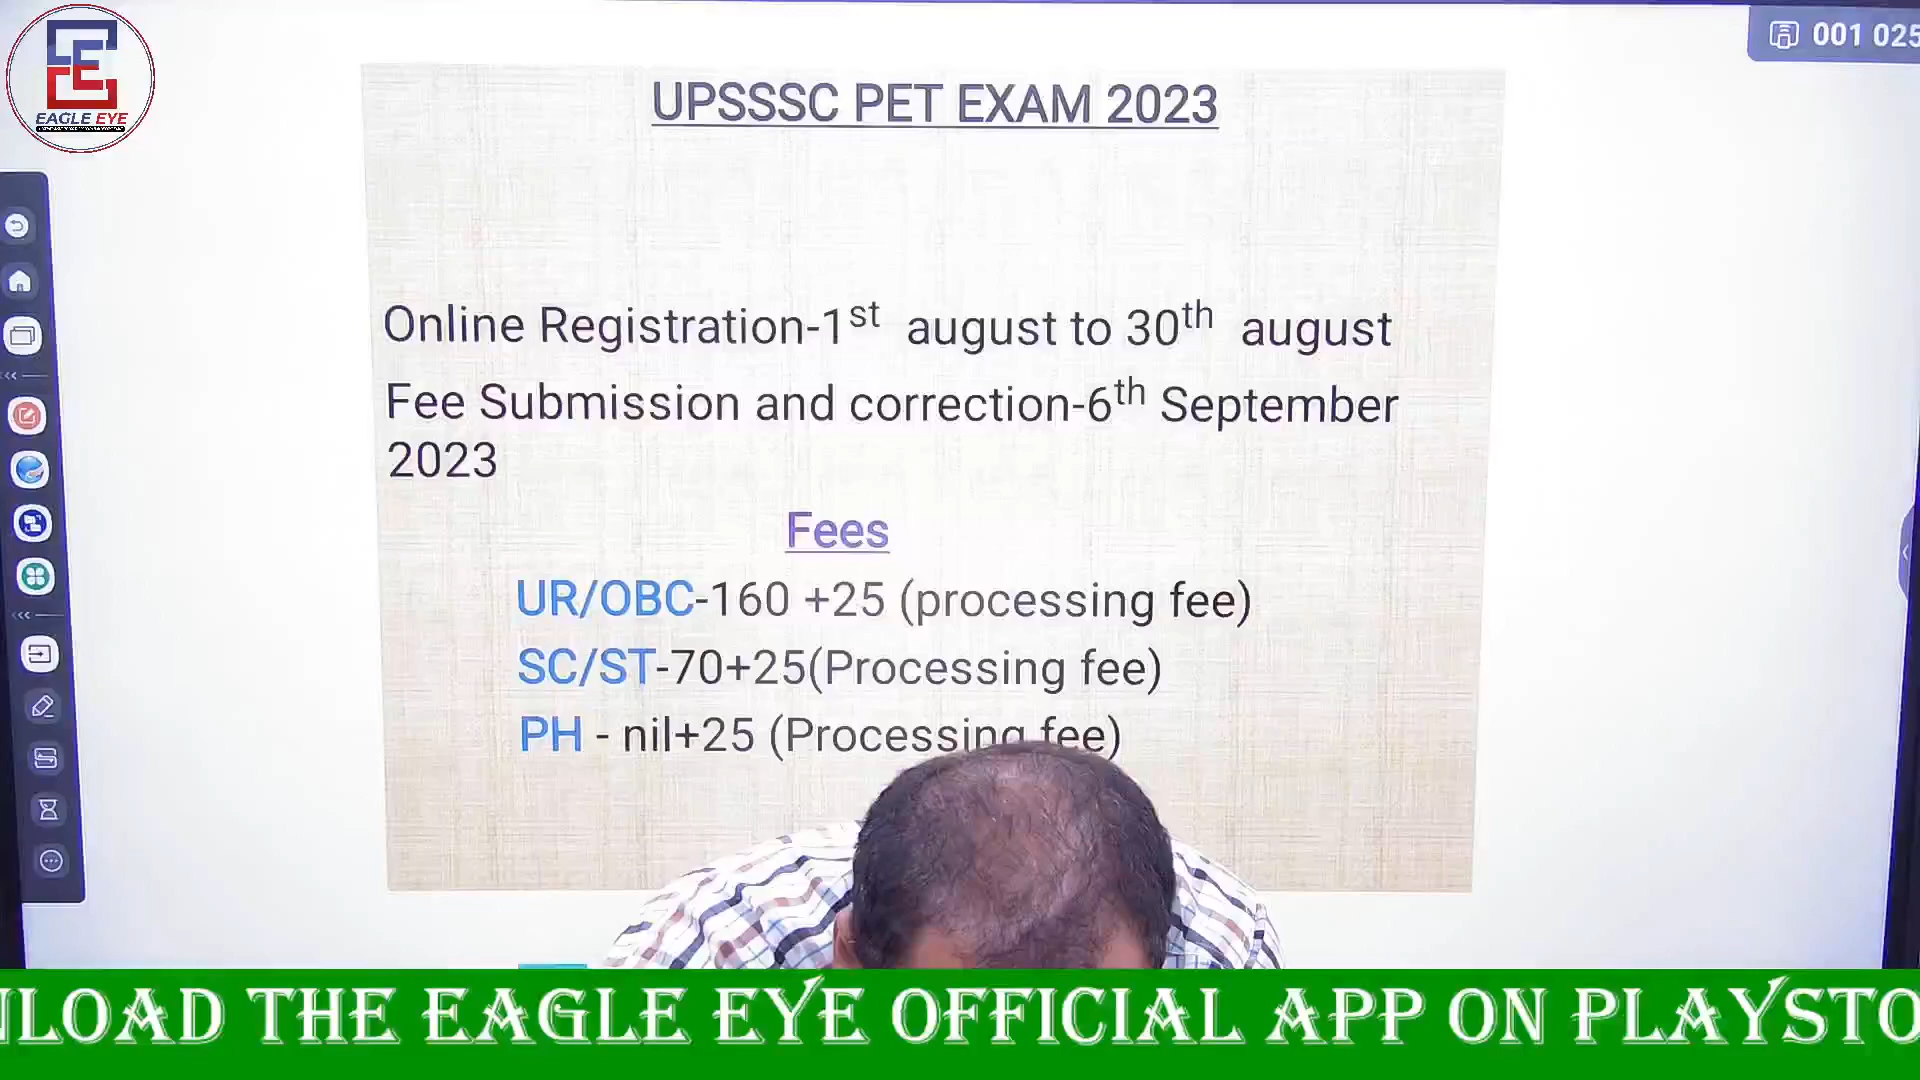 EAGLE EYE
001 025
UPSSSC PET EXAM 2023
Online Registration-1st august to 30th august
Fee Submission and correction-6th September
2023
Fees
UR/OBC-160 +25 (processing fee)
SC/ST-70+25(Processing fee)
PH - nil+25 (Processing fee)
NLOAD THE EAGLE EYE OFFICIAL APP ON PLAYSTO